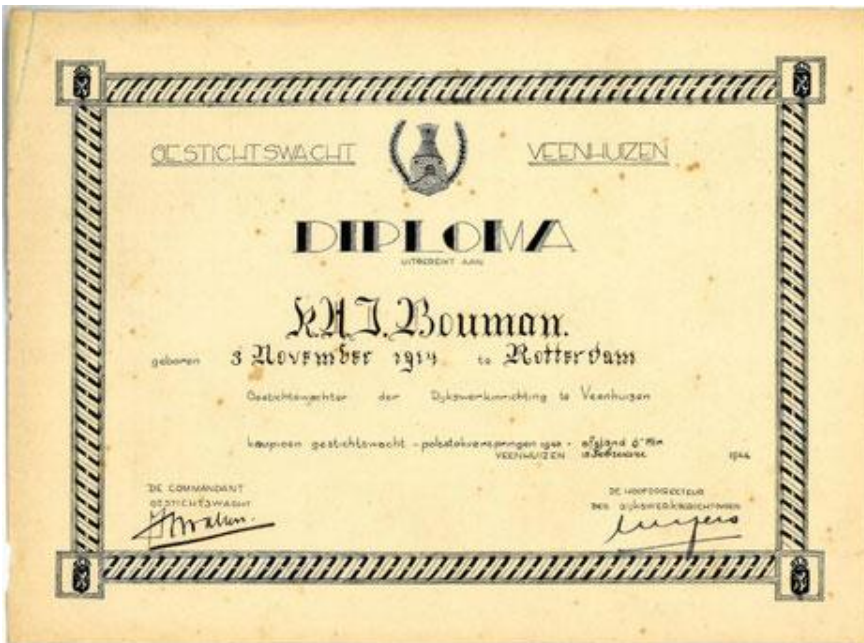 GESTICHTSWACHT VEENHUIZEN
DIPLOMA
UITGEREIKT AAN
K.A.J. Bouman.
geboren 3 November 1914 te Rotterdam
Gestichtswachter der Rijkswerkinrichting te Veenhuizen
kampioen gestichtswacht - polsstokverspringen - afstand
VEENHUIZEN 1944
DE COMMANDANT DE HOOFDDIRECTEUR
GESTICHTSWACHT DER RIJKSWERKINRICHTINGEN